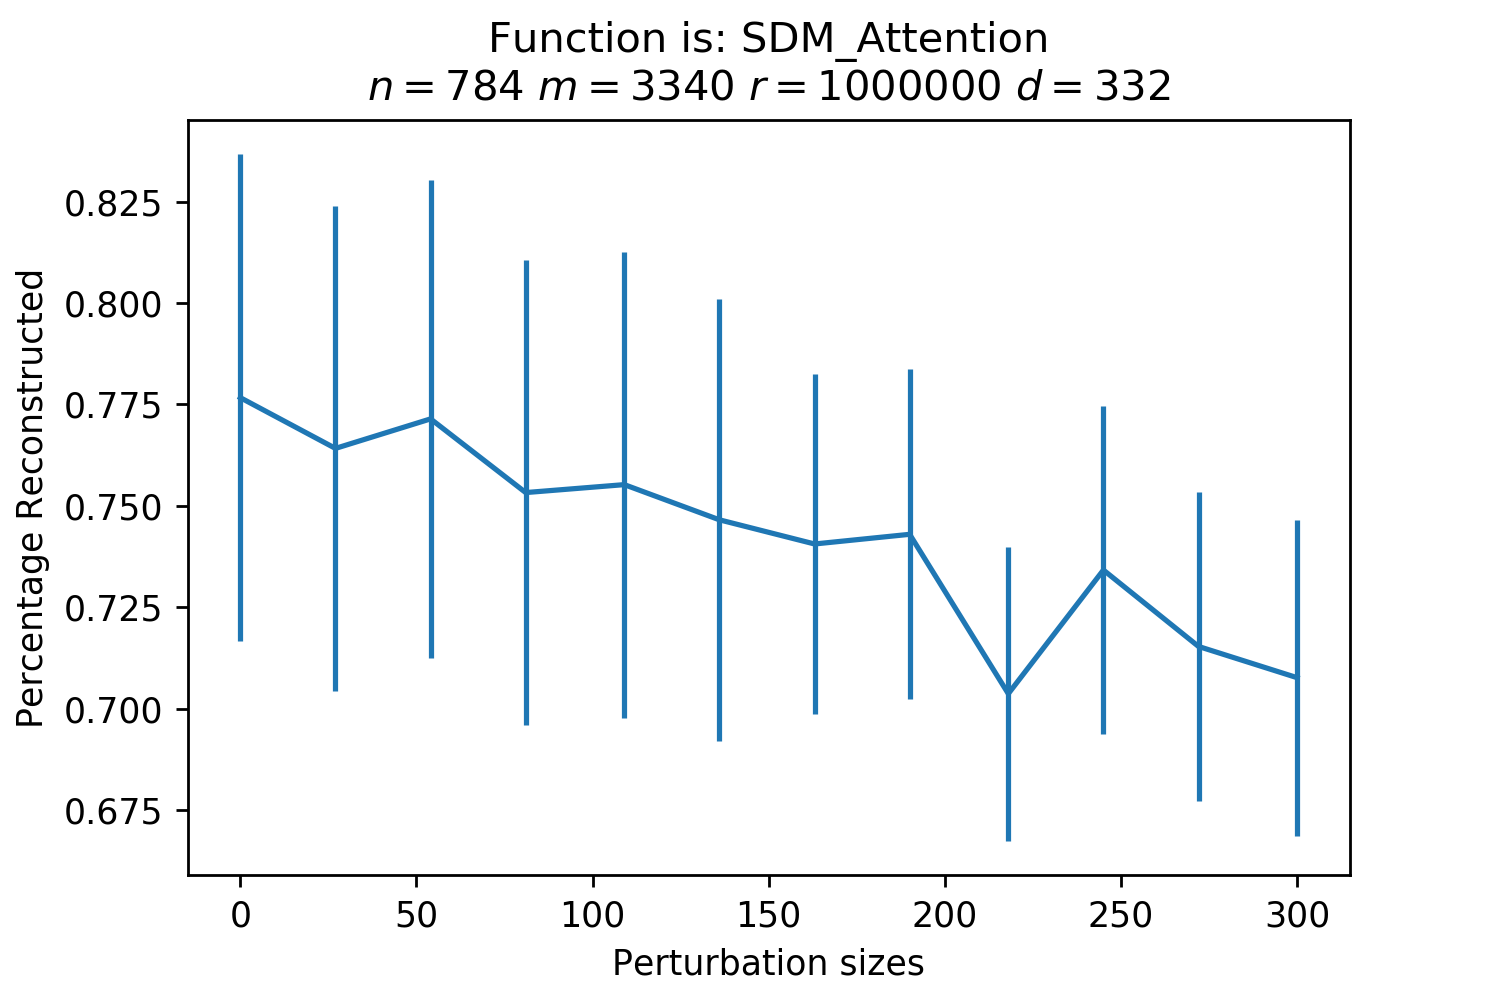 Function is: SDM_Attention
n = 784 m = 3340 r = 1000000 d = 332
Percentage Reconstructed
0.825
0.800
0.775
0.750
0.725
0.700
0.675
0 50 100 150 200 250 300
Perturbation sizes